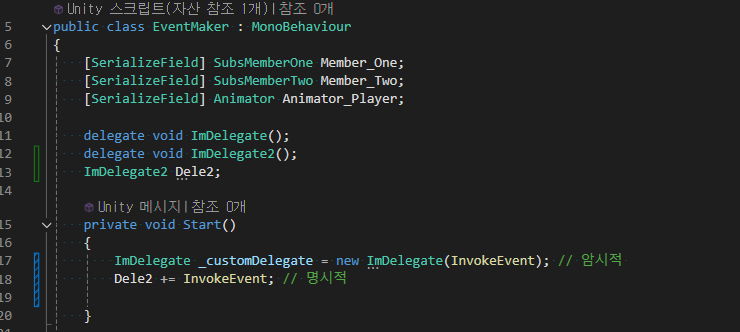 Unity 스크립트(자산 참조 1개)|참조 0개
5 public class EventMaker : MonoBehaviour
6 {
7 [SerializeField] SubsMemberOne Member_One;
8 [SerializeField] SubsMemberTwo Member_Two;
9 [SerializeField] Animator Animator_Player;
10
11 delegate void ImDelegate();
12 delegate void ImDelegate2();
13 ImDelegate2 Dele2;
14
Unity 메시지|참조 0개
15 private void Start()
16 {
17 ImDelegate _customDelegate = new ImDelegate(InvokeEvent); // 암시적
18 Dele2 += InvokeEvent; // 명시적
19
20 }